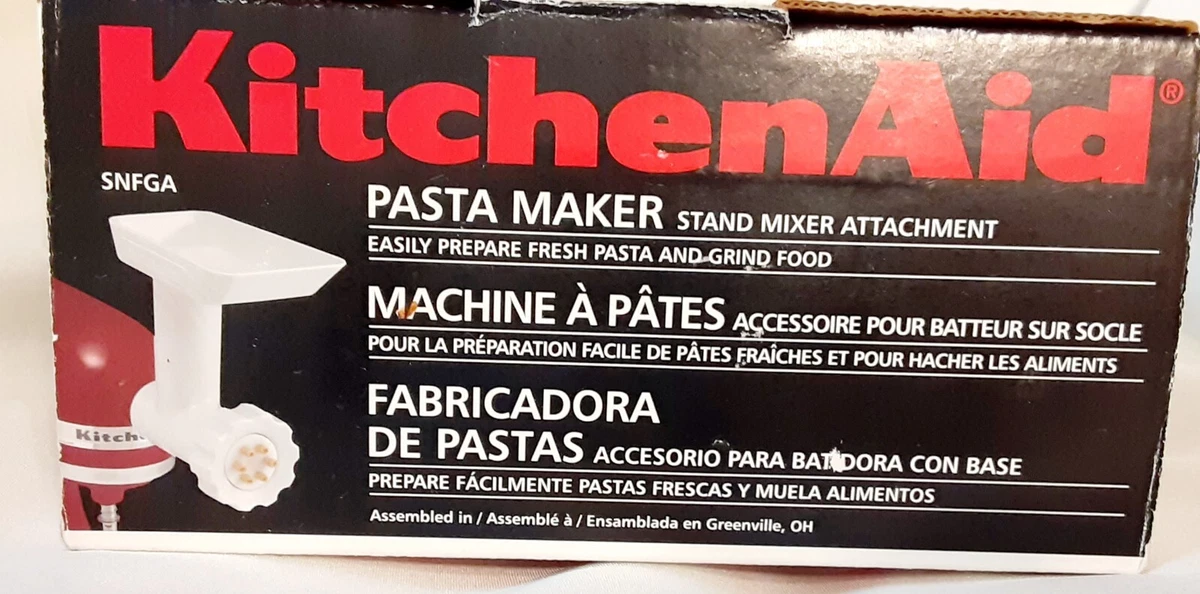 KitchenAid®
SNFGA
PASTA MAKER STAND MIXER ATTACHMENT
EASILY PREPARE FRESH PASTA AND GRIND FOOD
MACHINE À PÂTES ACCESSOIRE POUR BATTEUR SUR SOCLE
POUR LA PRÉPARATION FACILE DE PÂTES FRAÎCHES ET POUR HACHER LES ALIMENTS
FABRICADORA
DE PASTAS ACCESORIO PARA BATIDORA CON BASE
PREPARE FÁCILMENTE PASTAS FRESCAS Y MUELA ALIMENTOS
Kitch
Assembled in / Assemblé à / Ensamblada en Greenville, OH